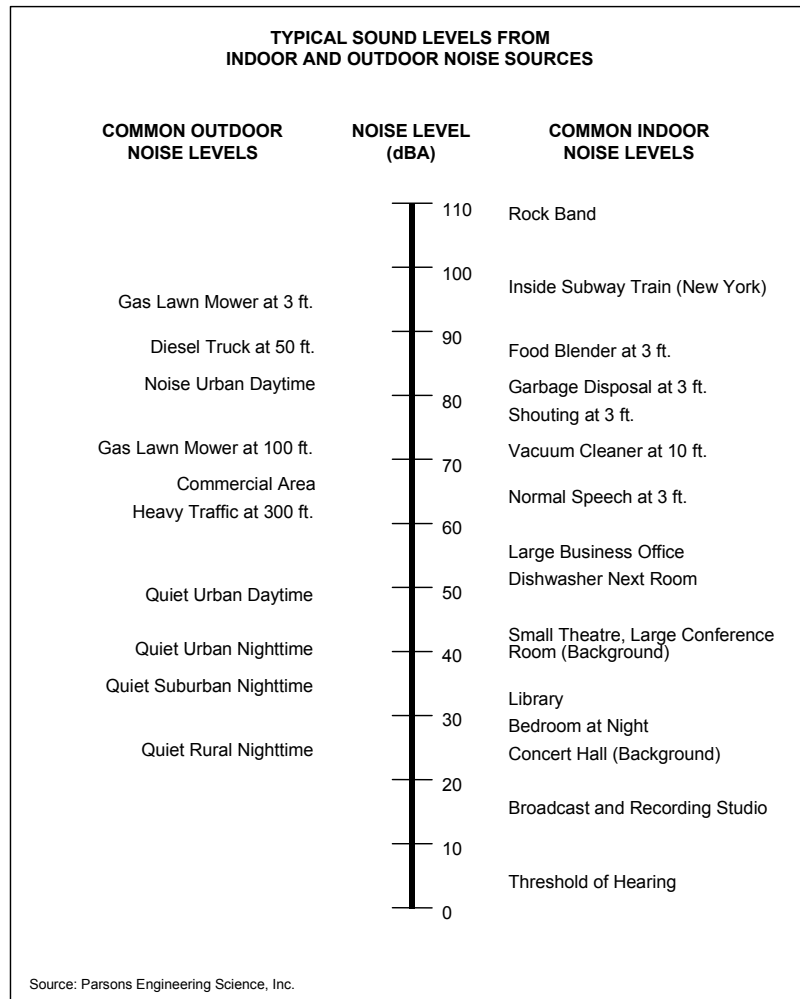 TYPICAL SOUND LEVELS FROM
INDOOR AND OUTDOOR NOISE SOURCES
COMMON OUTDOOR
NOISE LEVELS
NOISE LEVEL
(dBA)
COMMON INDOOR
NOISE LEVELS
110
Rock Band
100
Inside Subway Train (New York)
Gas Lawn Mower at 3 ft.
90
Diesel Truck at 50 ft.
Food Blender at 3 ft.
Noise Urban Daytime
Garbage Disposal at 3 ft.
80
Shouting at 3 ft.
Gas Lawn Mower at 100 ft.
Vacuum Cleaner at 10 ft.
70
Commercial Area
Normal Speech at 3 ft.
Heavy Traffic at 300 ft.
60
Large Business Office
Dishwasher Next Room
50
Quiet Urban Daytime
Small Theatre, Large Conference
Room (Background)
Quiet Urban Nighttime
40
Quiet Suburban Nighttime
Library
30
Bedroom at Night
Quiet Rural Nighttime
Concert Hall (Background)
20
Broadcast and Recording Studio
10
Threshold of Hearing
0
Source: Parsons Engineering Science, Inc.